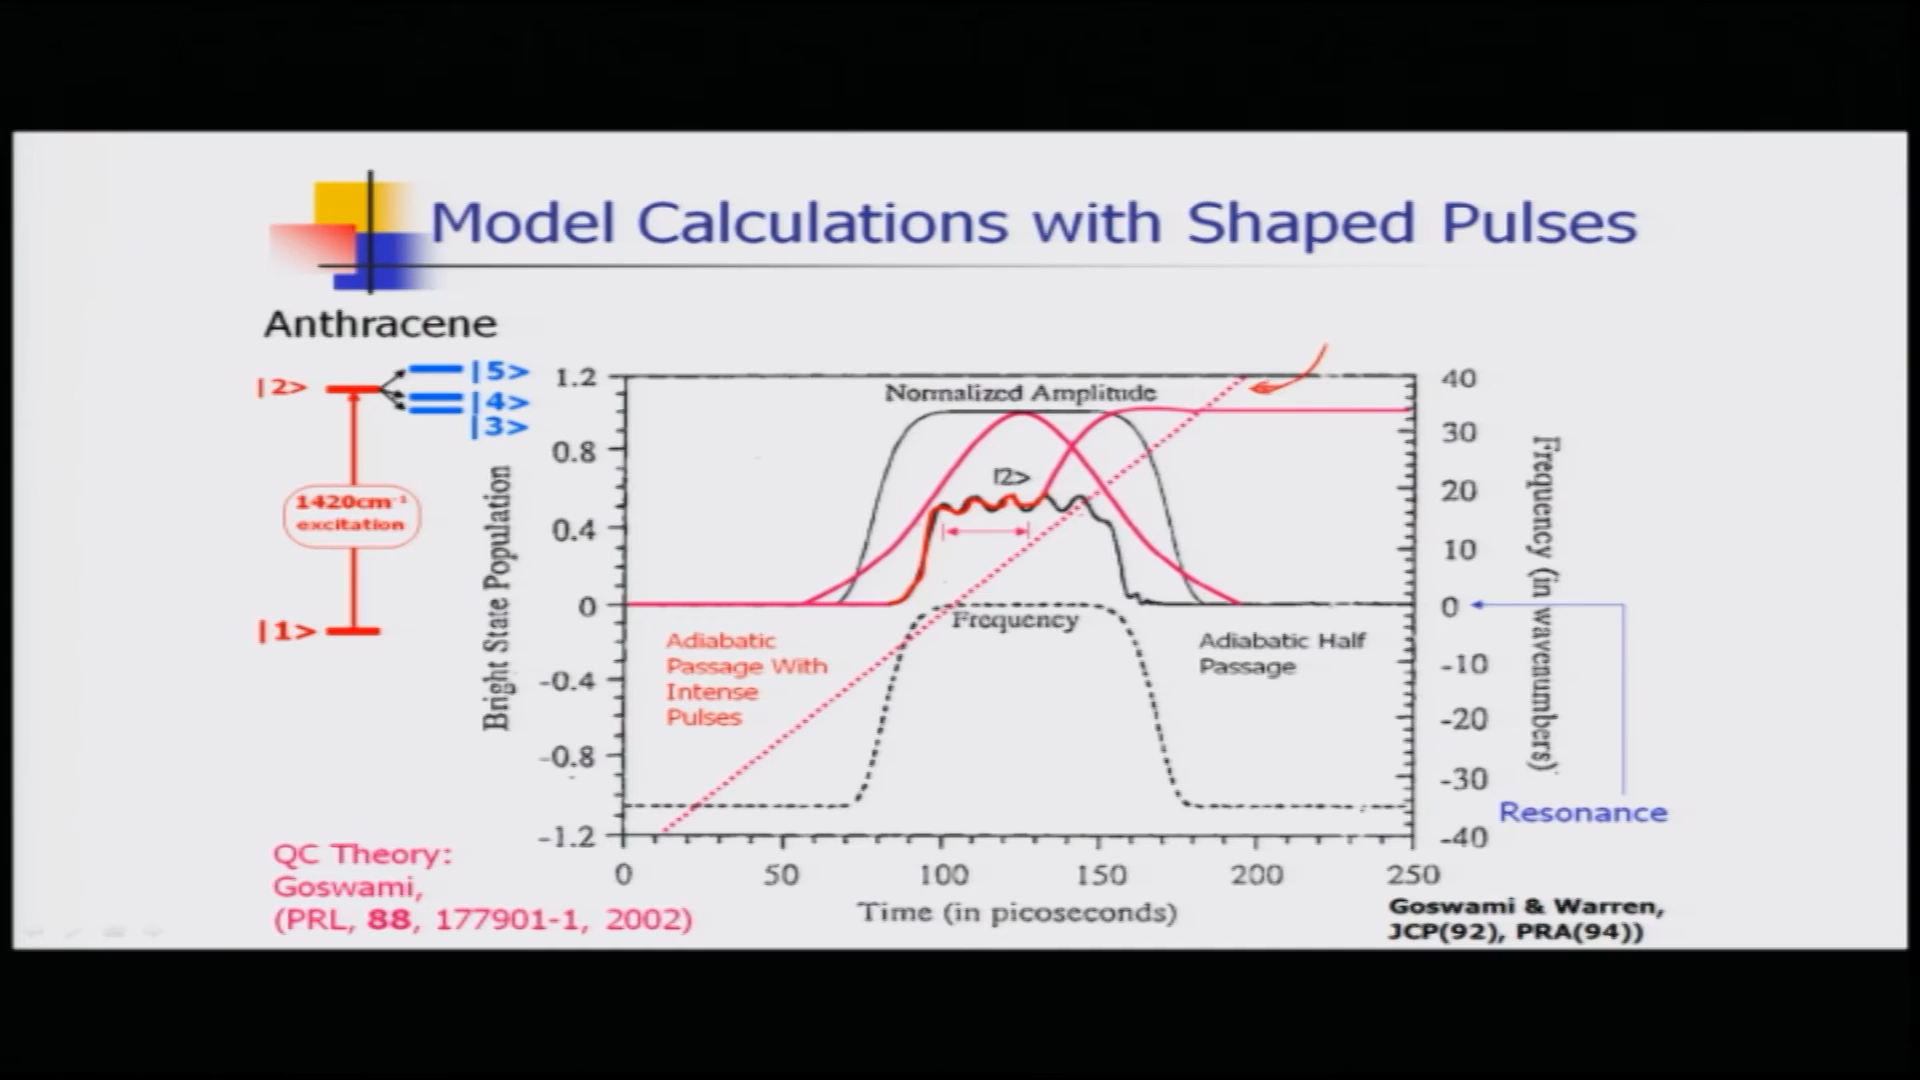 Model Calculations with Shaped Pulses
Anthracene
|2>
|5>
|4>
|3>
1420cm⁻¹
excitation
|1>
Bright State Population
1.2
0.8
0.4
0
-0.4
-0.8
-1.2
Normalized Amplitude
|2>
Frequency
Adiabatic
Passage With
Intense
Pulses
Adiabatic Half
Passage
40
30
20
10
0
-10
-20
-30
-40
Frequency (in wavenumbers)
Resonance
0 50 100 150 200 250
Time (in picoseconds)
QC Theory:
Goswami,
(PRL, 88, 177901-1, 2002)
Goswami & Warren,
JCP(92), PRA(94))